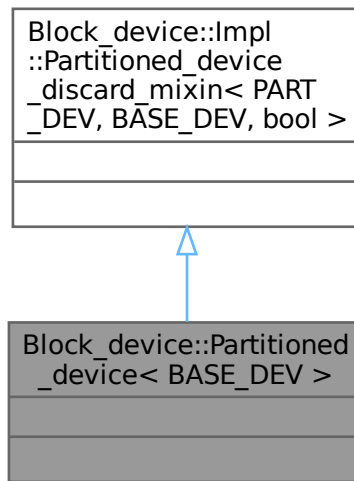 Block_device::Impl
::Partitioned_device
_discard_mixin< PART
_DEV, BASE_DEV, bool >
Block_device::Partitioned
_device< BASE_DEV >